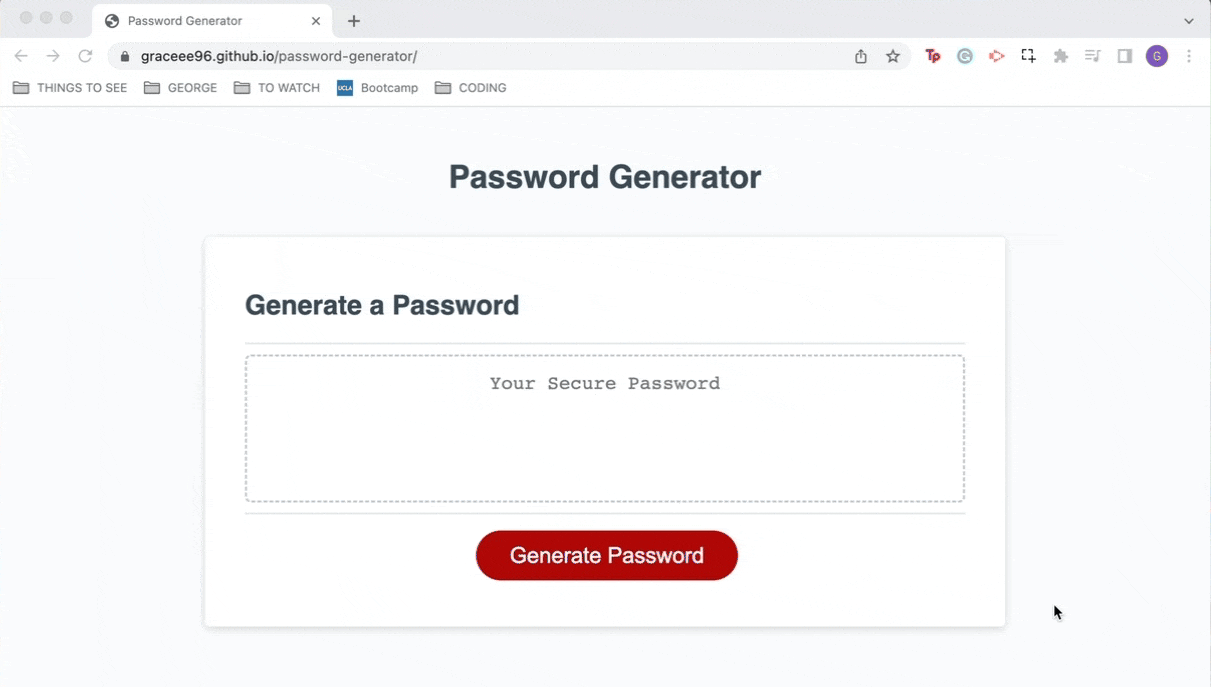 Password Generator
graceee96.github.io/password-generator/
Tp
G
G
THINGS TO SEE GEORGE TO WATCH UCLA Bootcamp CODING
Password Generator
Generate a Password
Your Secure Password
Generate Password